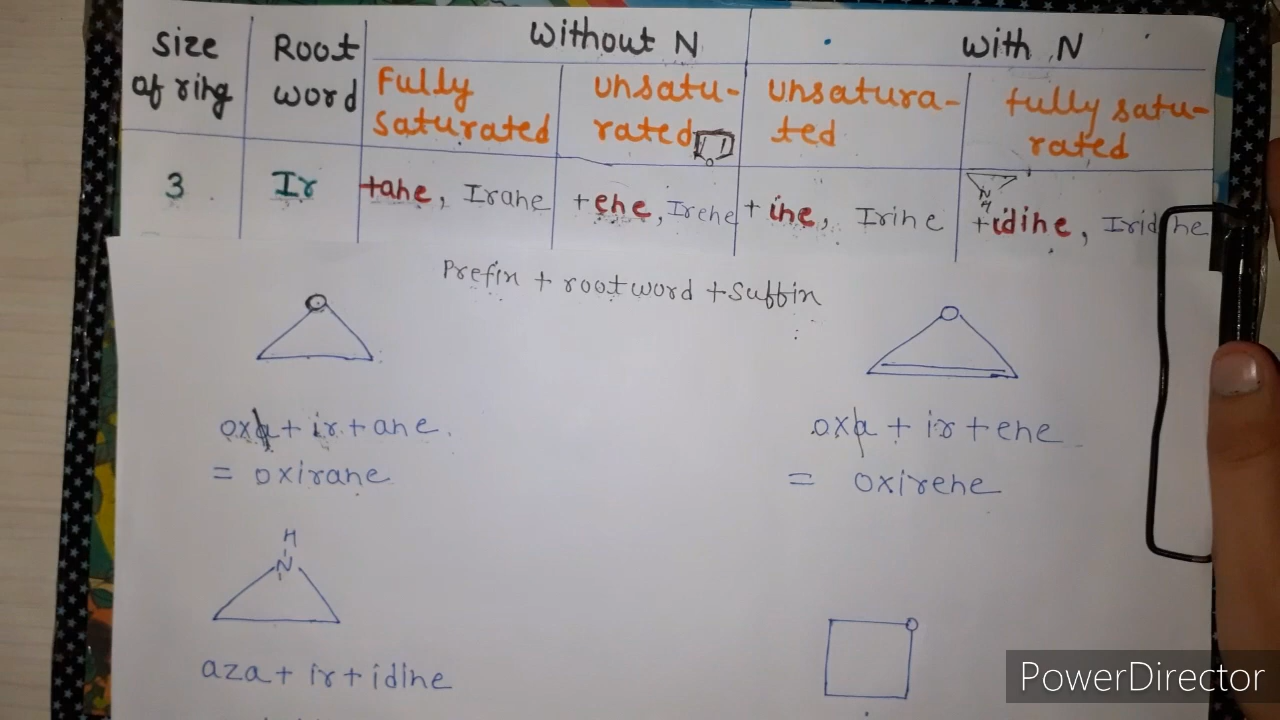 Size of ring
Root word
Without N
With N
Fully saturated
unsatu-
rated
unsatura-
ted
fully satu-
rated
3
Ir
+ane, Irane
+ene, Irene
+ine, Irine
N
H
+idine, Irid ne
Prefix + root word + Suffix
oxa + ir + ane.
= oxirane
oxa + ir + ene
= oxirene
H
N
aza + ir + idine
PowerDirector